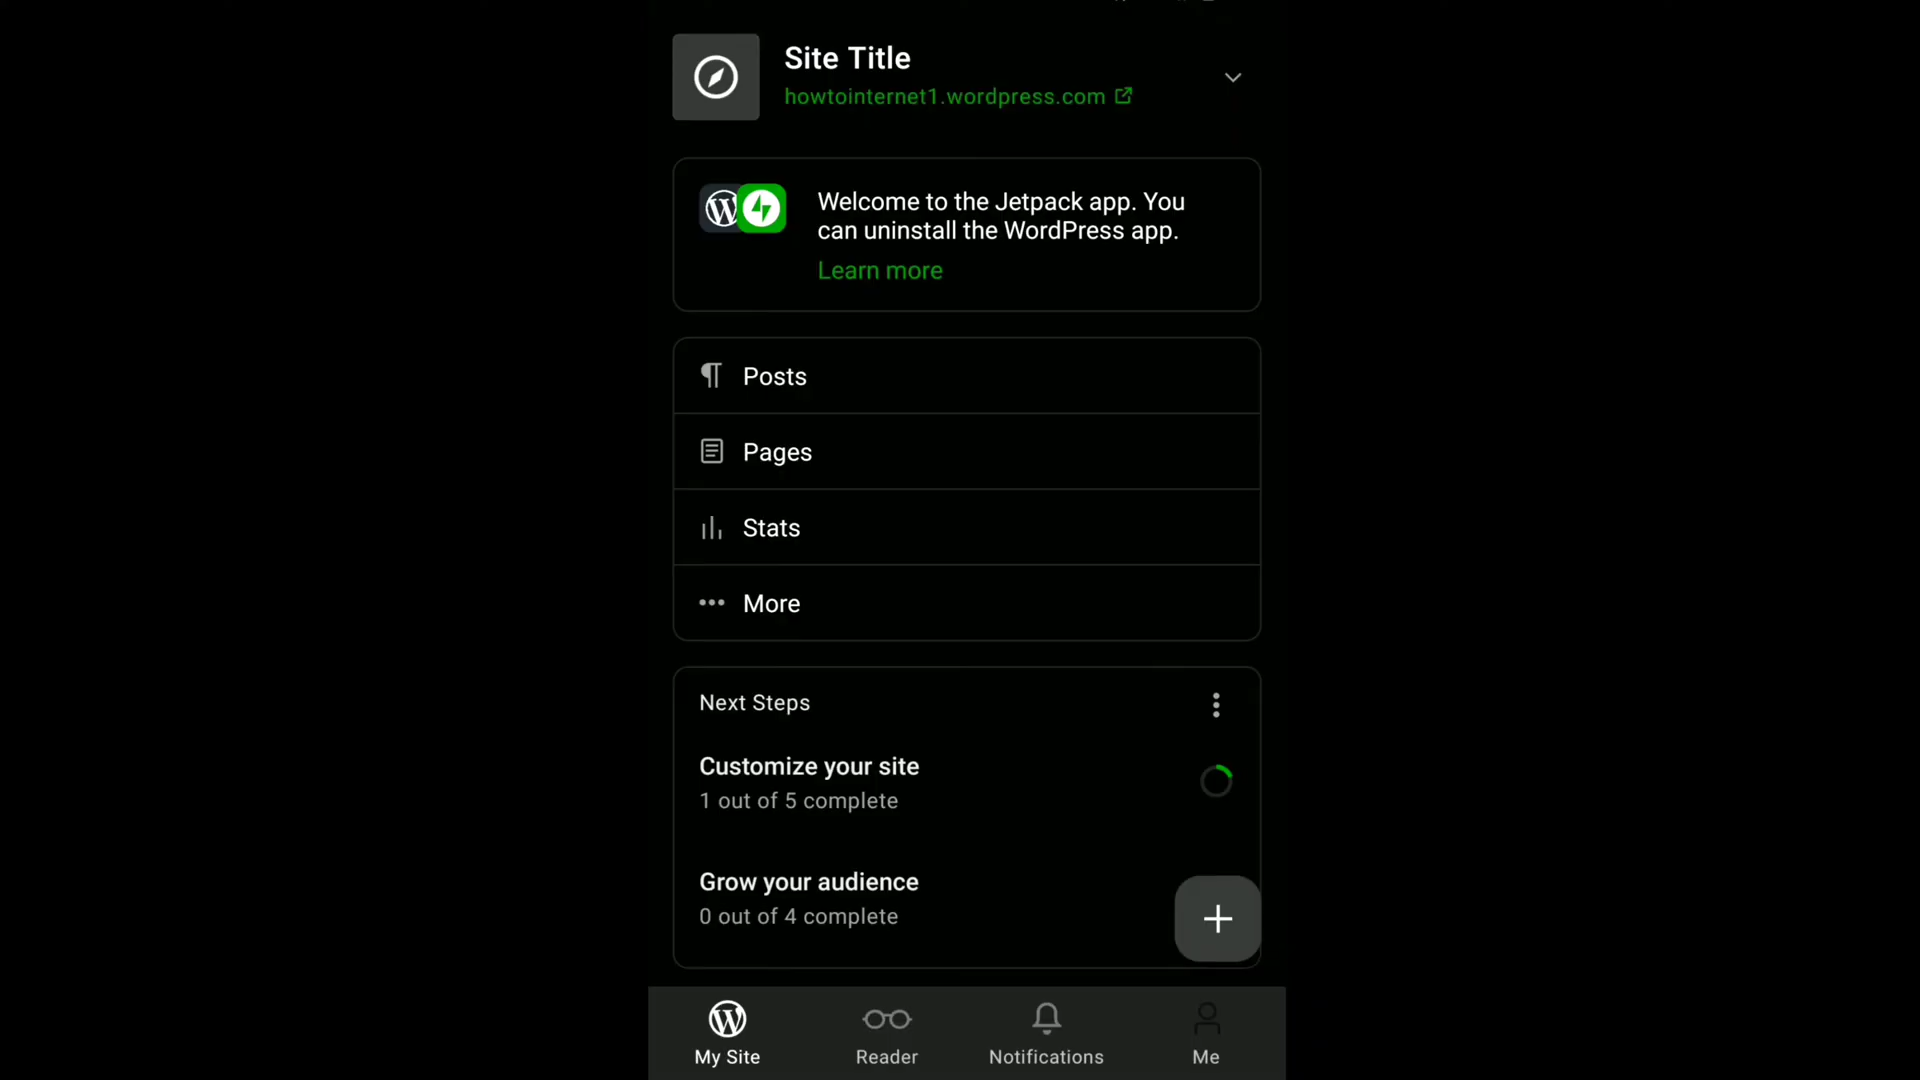 Site Title
howtointernet1.wordpress.com
Welcome to the Jetpack app. You
can uninstall the WordPress app.
Learn more
Posts
Pages
Stats
More
Next Steps
Customize your site
1 out of 5 complete
Grow your audience
0 out of 4 complete
My Site
Reader
Notifications
Me